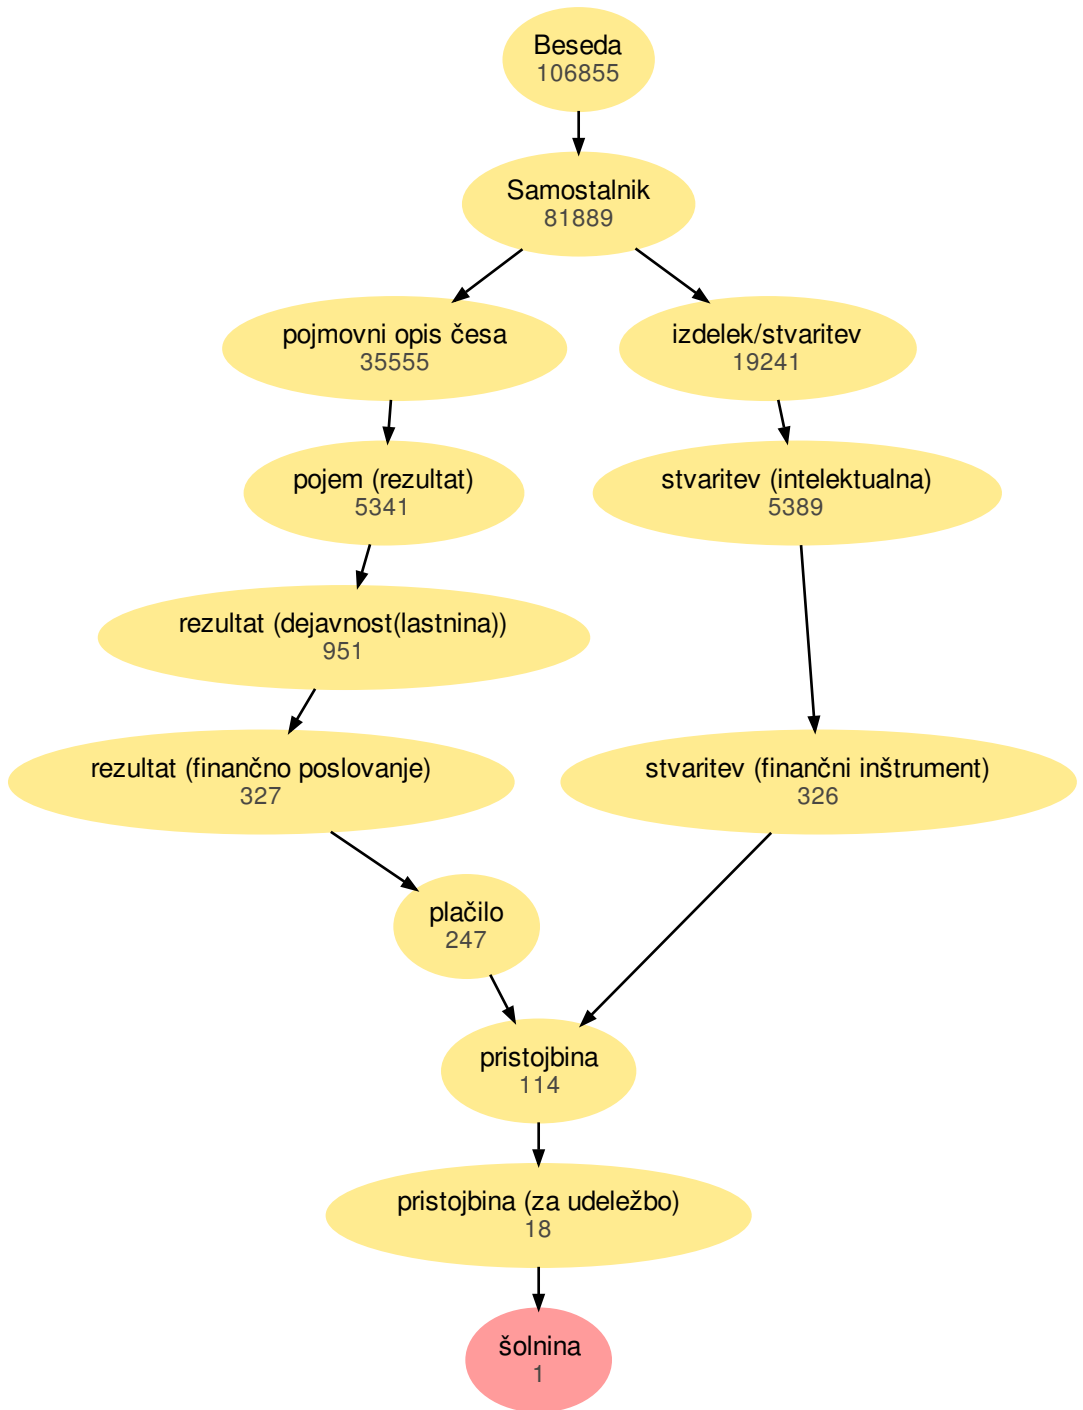 Beseda
106855
Samostalnik
81889
pojmovni opis česa
35555
izdelek/stvaritev
19241
pojem (rezultat)
5341
stvaritev (intelektualna)
5389
rezultat (dejavnost(lastnina))
951
rezultat (finančno poslovanje)
327
stvaritev (finančni inštrument)
326
plačilo
247
pristojbina
114
pristojbina (za udeležbo)
18
šolnina
1